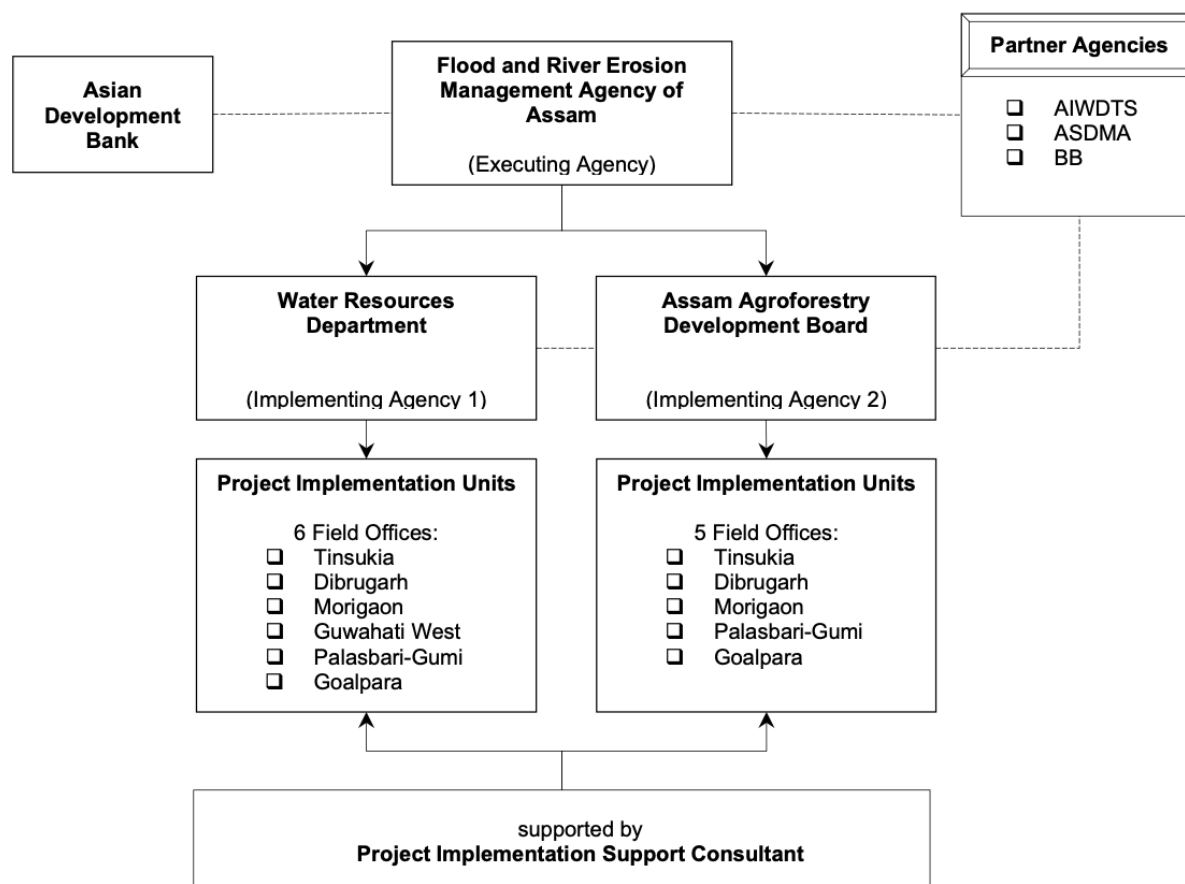 Asian
Development
Bank
Flood and River Erosion
Management Agency of
Assam
(Executing Agency)
Partner Agencies
❑ AIWDTS
❑ ASDMA
❑ BB
Water Resources
Department
(Implementing Agency 1)
Assam Agroforestry
Development Board
(Implementing Agency 2)
Project Implementation Units
6 Field Offices:
❑ Tinsukia
❑ Dibrugarh
❑ Morigaon
❑ Guwahati West
❑ Palasbari-Gumi
❑ Goalpara
Project Implementation Units
5 Field Offices:
❑ Tinsukia
❑ Dibrugarh
❑ Morigaon
❑ Palasbari-Gumi
❑ Goalpara
supported by
Project Implementation Support Consultant